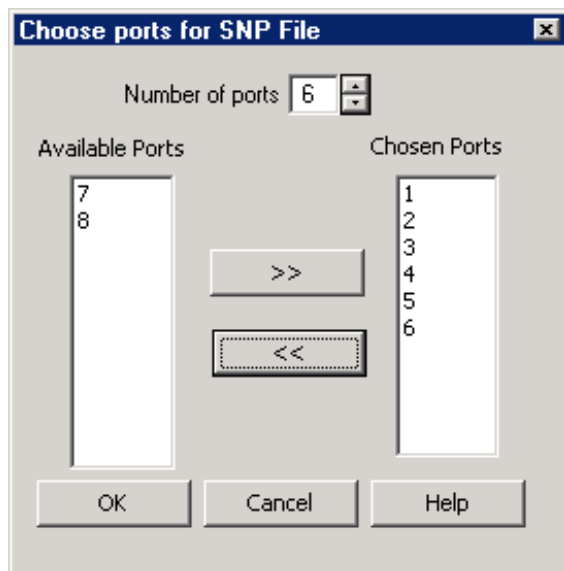 Choose ports for SNP File
Number of ports 6
Available Ports
Chosen Ports
7
8
>>
<<
1
2
3
4
5
6
OK
Cancel
Help